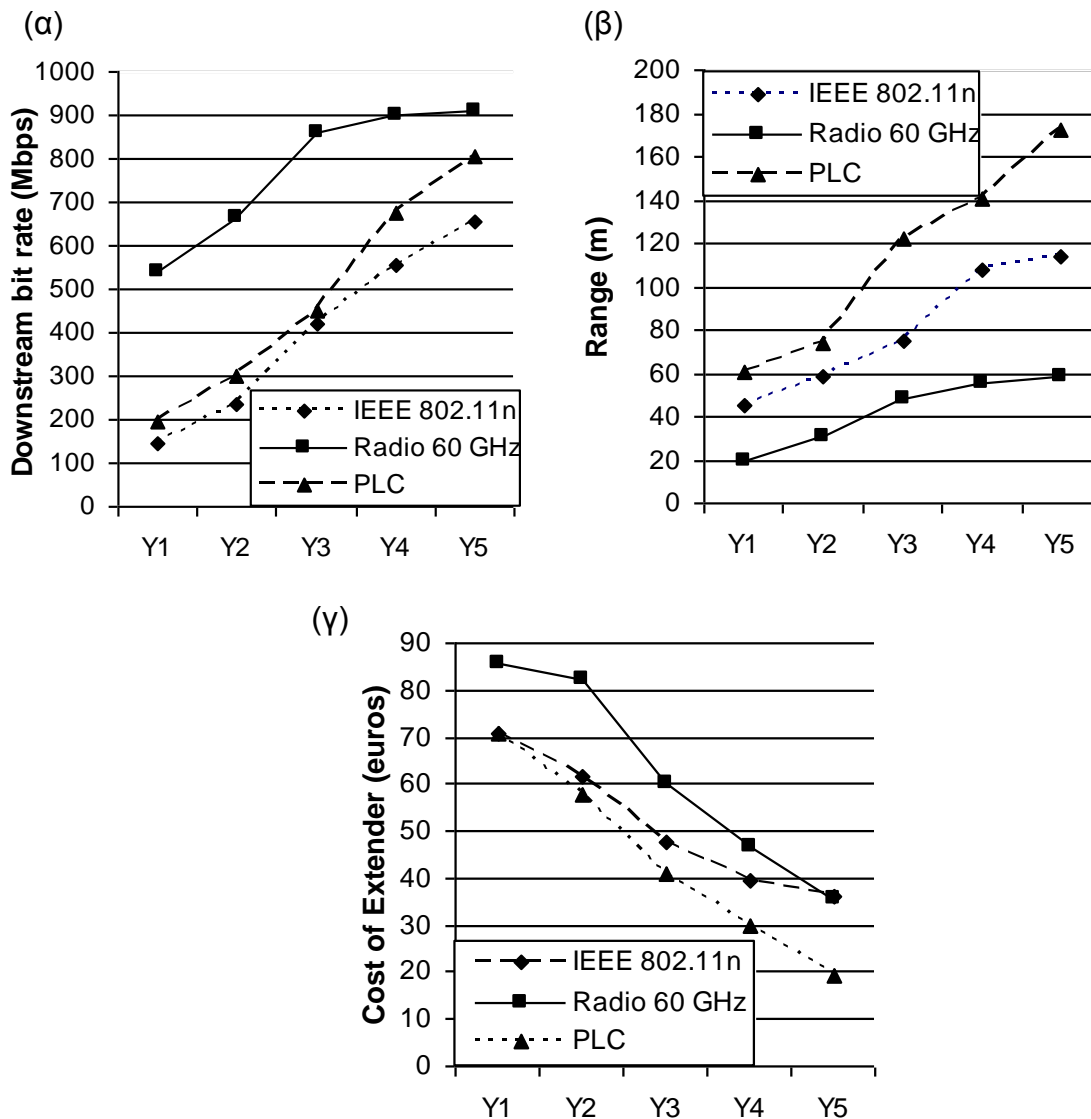 (α)
Downstream bit rate (Mbps)
1000
900
800
700
600
500
400
300
200
100
0
IEEE 802.11n
Radio 60 GHz
PLC
Y1 Y2 Y3 Y4 Y5
(β)
Range (m)
200
180
160
140
120
100
80
60
40
20
0
IEEE 802.11n
Radio 60 GHz
PLC
Y1 Y2 Y3 Y4 Y5
(γ)
Cost of Extender (euros)
90
80
70
60
50
40
30
20
10
0
IEEE 802.11n
Radio 60 GHz
PLC
Y1 Y2 Y3 Y4 Y5